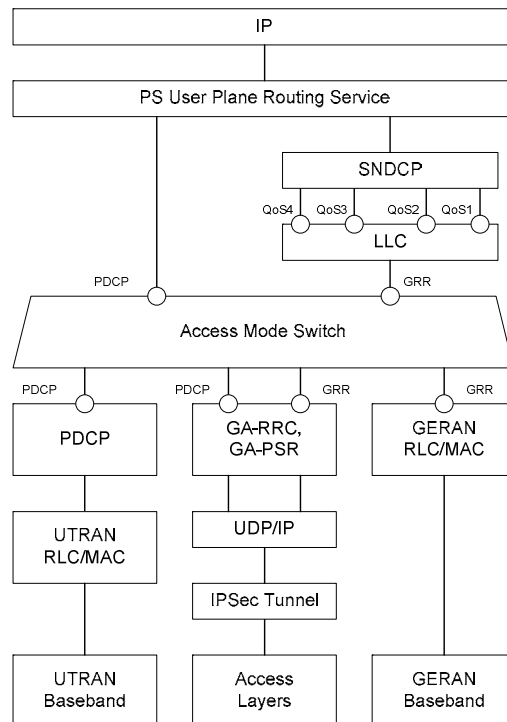 IP
PS User Plane Routing Service
SNDCP
QoS4 QoS3 QoS2 QoS1
LLC
PDCP GRR
Access Mode Switch
PDCP PDCP GRR GRR
PDCP
GA-RRC,
GA-PSR
GERAN
RLC/MAC
UTRAN
RLC/MAC
UDP/IP
IPSec Tunnel
UTRAN
Baseband
Access
Layers
GERAN
Baseband